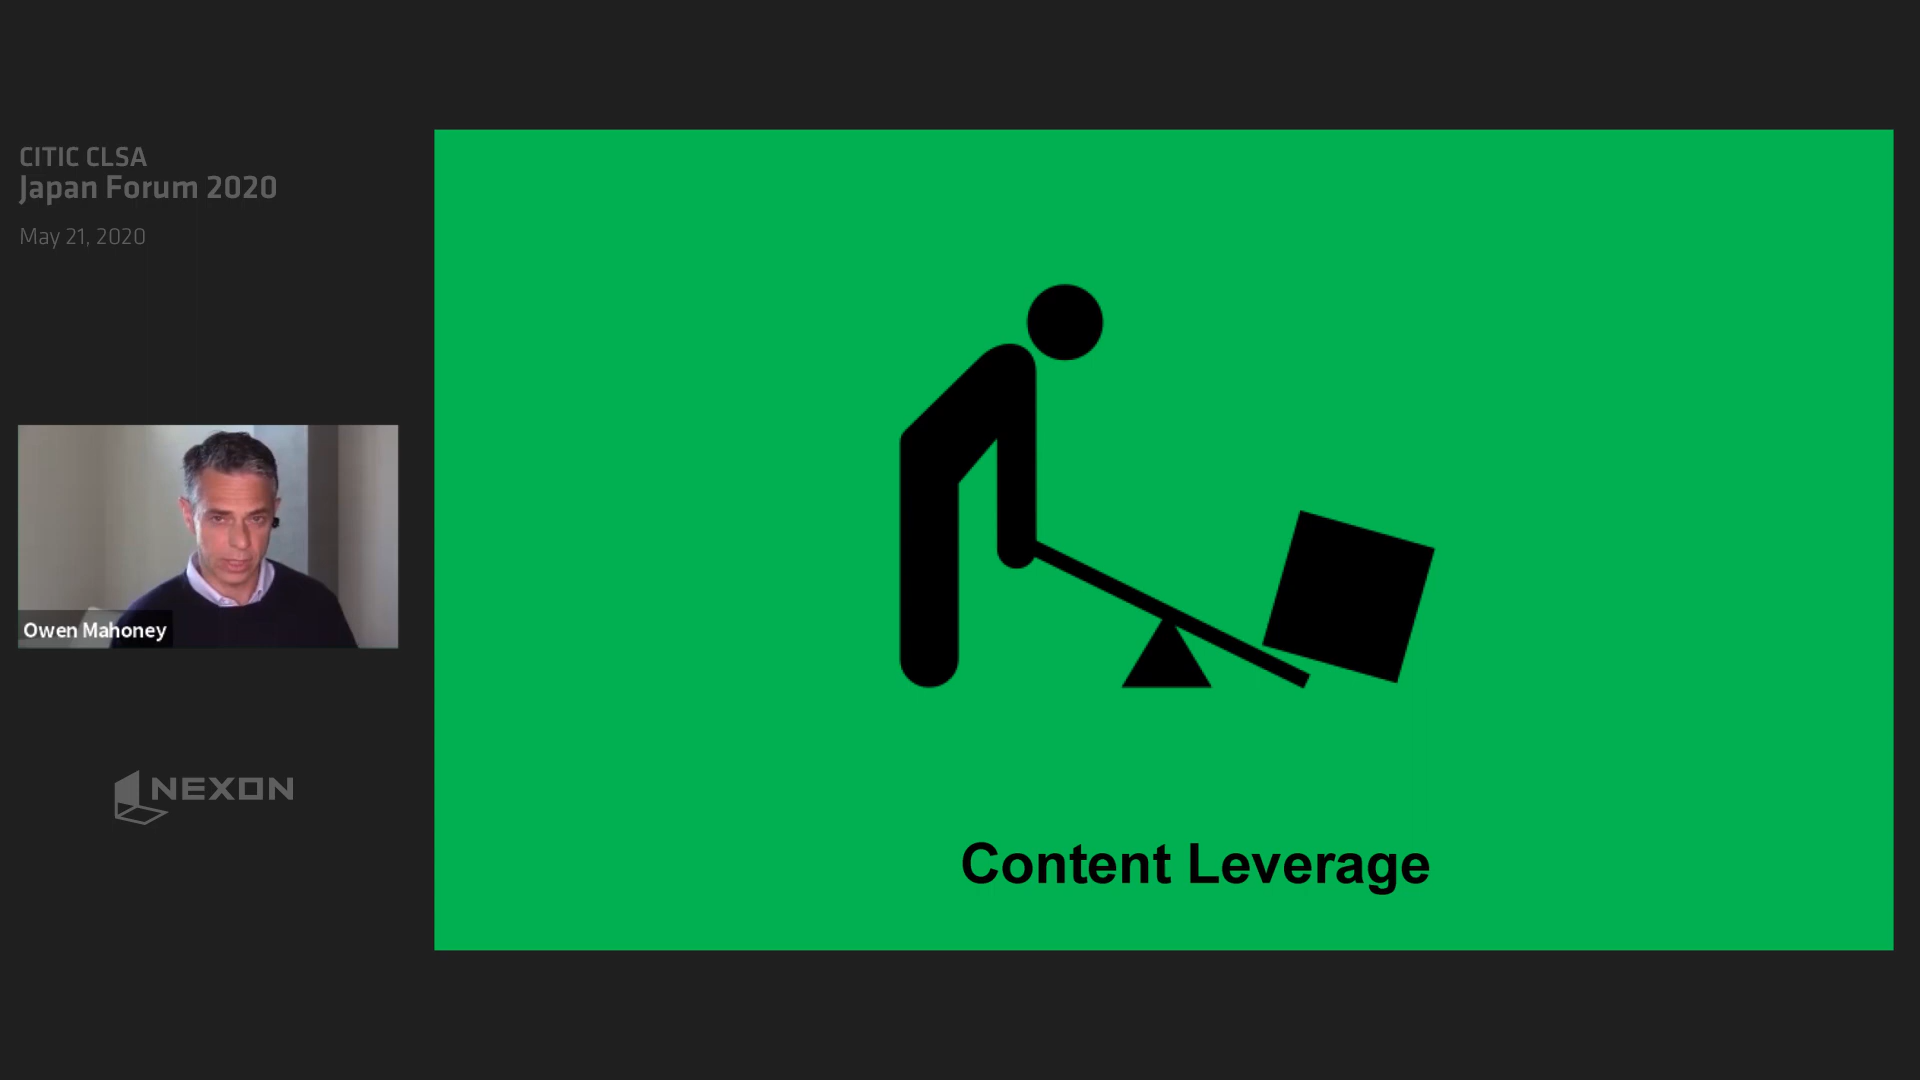 CITIC CLSA
Japan Forum 2020
May 21, 2020
Owen Mahoney
NEXON
Content Leverage